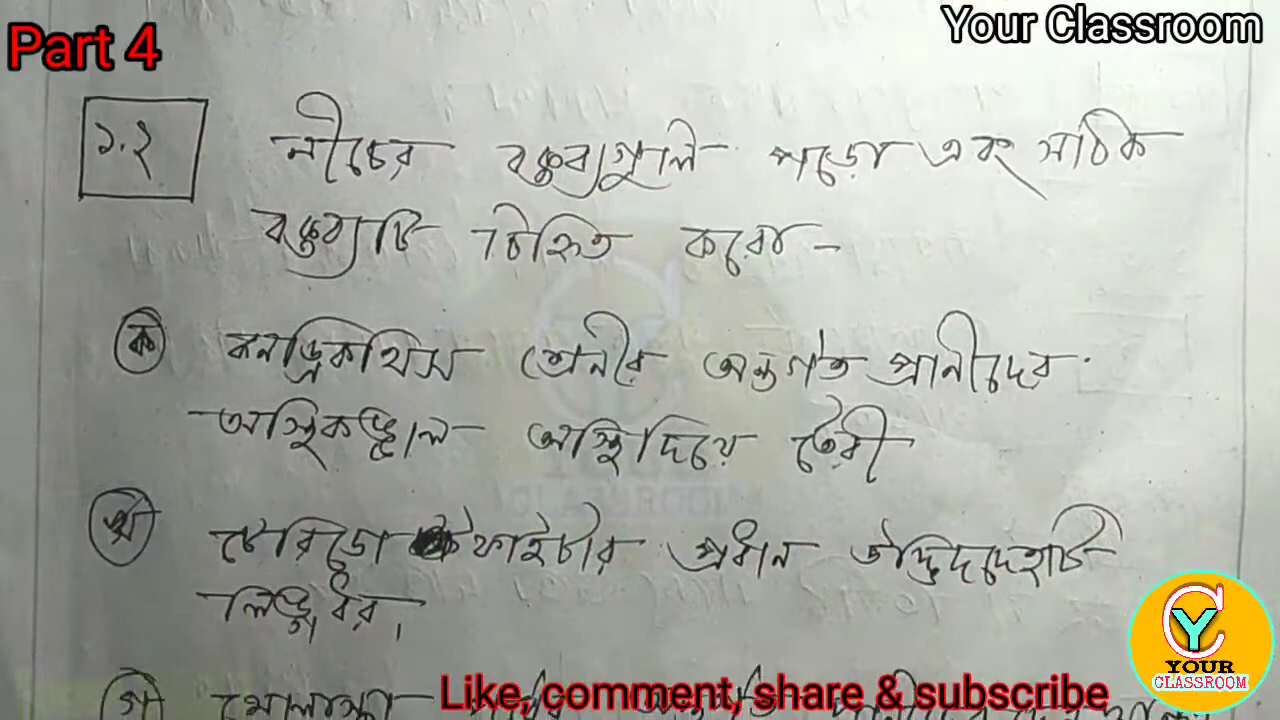 Part 4
Your Classroom
১.২ নীচের বক্তব্যগুলি পড়ো এবং সঠিক
বক্তব্যটি চিহ্নিত করো -
ক কনড্রিকথিস শ্রেনীর অন্তর্গত প্রানীদের
অস্থিকঙ্কাল অস্থি দিয়ে তৈরী
খ টেরিডোফাইটার প্রধান উদ্ভিদদেহটি
লিঙ্গধর।
গ মোলাস্কা
Like, comment, share & subscribe
YOUR
CLASSROOM